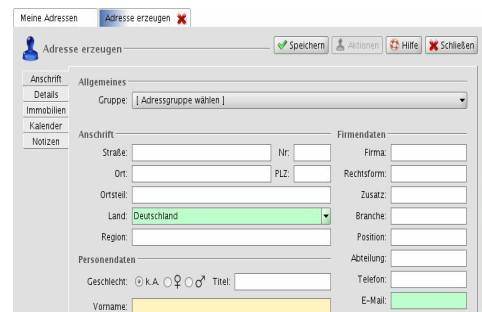 Meine Adressen Adresse erzeugen
Adresse erzeugen Speichern Aktionen Hilfe Schließen
Anschrift
Details
Immobilien
Kalender
Notizen
Allgemeines
Gruppe: [ Adressgruppe wählen ]
Anschrift
Straße: Nr:
Ort: PLZ:
Ortsteil:
Land: Deutschland
Region:
Personendaten
Geschlecht: k.A. ♀ ♂ Titel:
Vorname:
Firmendaten
Firma:
Rechtsform:
Zusatz:
Branche:
Position:
Abteilung:
Telefon:
E-Mail: